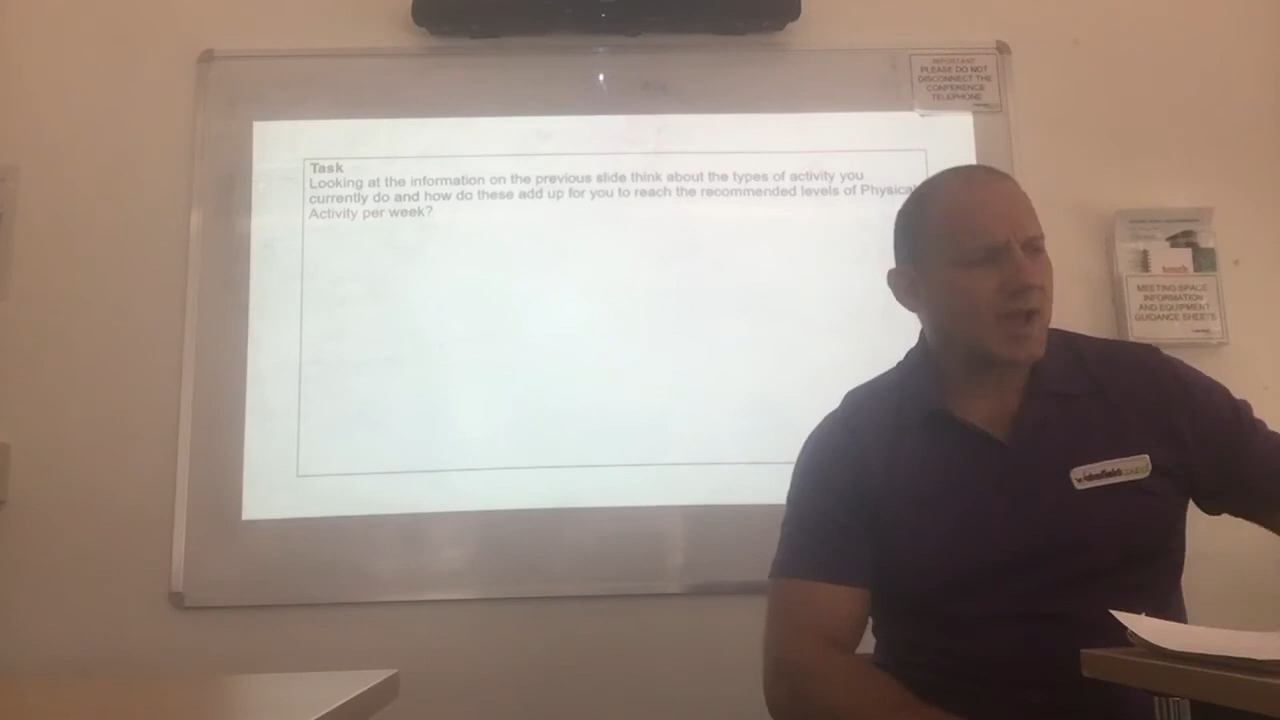 IMPORTANT
PLEASE DO NOT
DISCONNECT THE
CONFERENCE
TELEPHONE
Task
Looking at the information on the previous slide think about the types of activity you
currently do and how do these add up for you to reach the recommended levels of Physical
Activity per week?
MEETING SPACE
INFORMATION
AND EQUIPMENT
GUIDANCE SHEETS